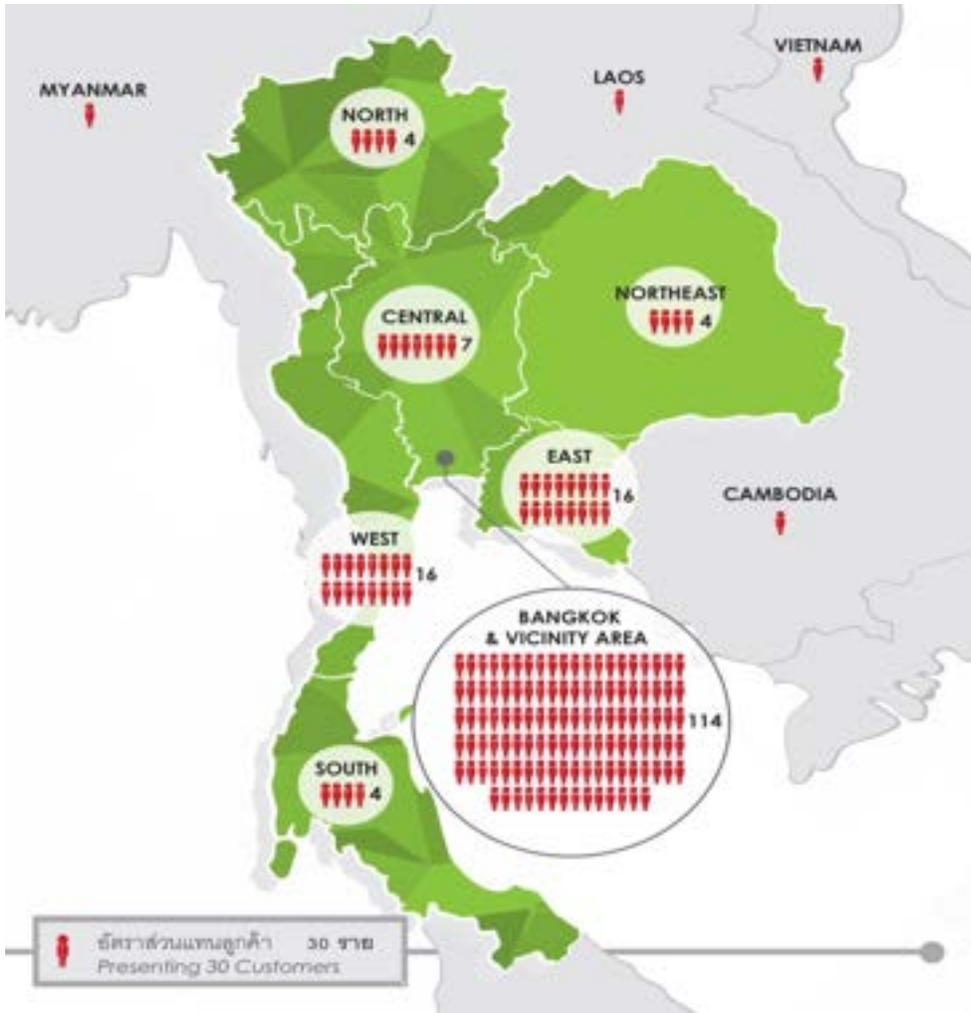 MYANMAR
LAOS
VIETNAM
NORTH
4
NORTHEAST
4
CENTRAL
7
EAST
16
CAMBODIA
WEST
16
BANGKOK
& VICINITY AREA
114
SOUTH
4
อัตราส่วนแทนลูกค้า 30 ราย
Presenting 30 Customers